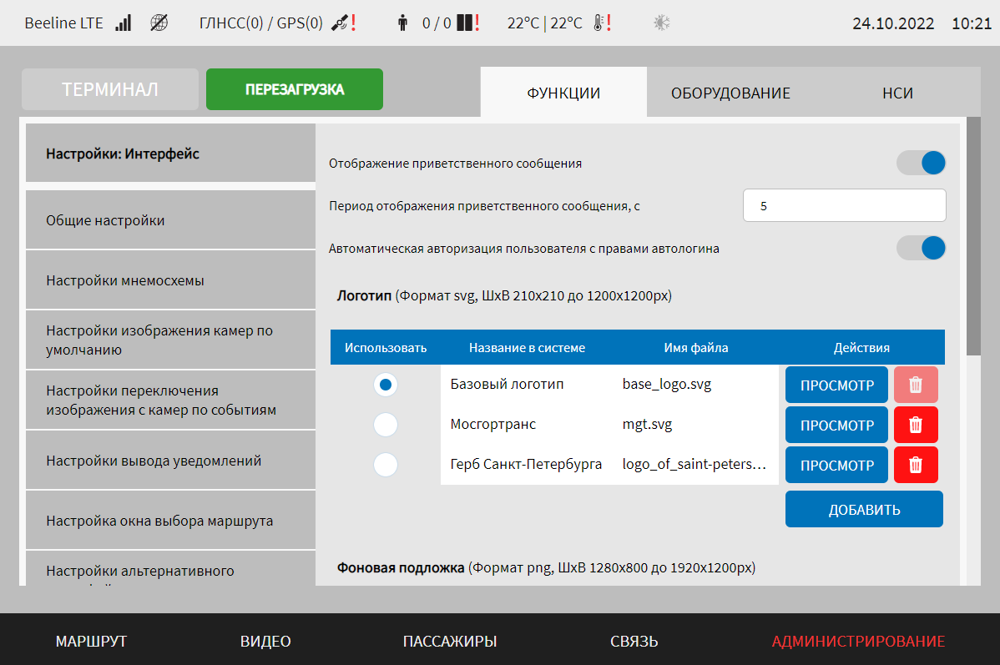 Beeline LTE ГЛНСС(0) / GPS(0) ! 0 / 0 ! 22°C | 22°C ! 24.10.2022 10:21
ТЕРМИНАЛ ПЕРЕЗАГРУЗКА ФУНКЦИИ ОБОРУДОВАНИЕ НСИ
Настройки: Интерфейс
Общие настройки
Настройки мнемосхемы
Настройки изображения камер по
умолчанию
Настройки переключения
изображения с камер по событиям
Настройки вывода уведомлений
Настройка окна выбора маршрута
Настройки альтернативного
Отображение приветственного сообщения
Период отображения приветственного сообщения, с 5
Автоматическая авторизация пользователя с правами автологина
Логотип (Формат svg, ШxВ 210x210 до 1200x1200px)
Использовать Название в системе Имя файла Действия
Базовый логотип base_logo.svg ПРОСМОТР
Мосгортранс mgt.svg ПРОСМОТР
Герб Санкт-Петербурга logo_of_saint-peters... ПРОСМОТР
ДОБАВИТЬ
Фоновая подложка (Формат png, ШxВ 1280x800 до 1920x1200px)
МАРШРУТ ВИДЕО ПАССАЖИРЫ СВЯЗЬ АДМИНИСТРИРОВАНИЕ